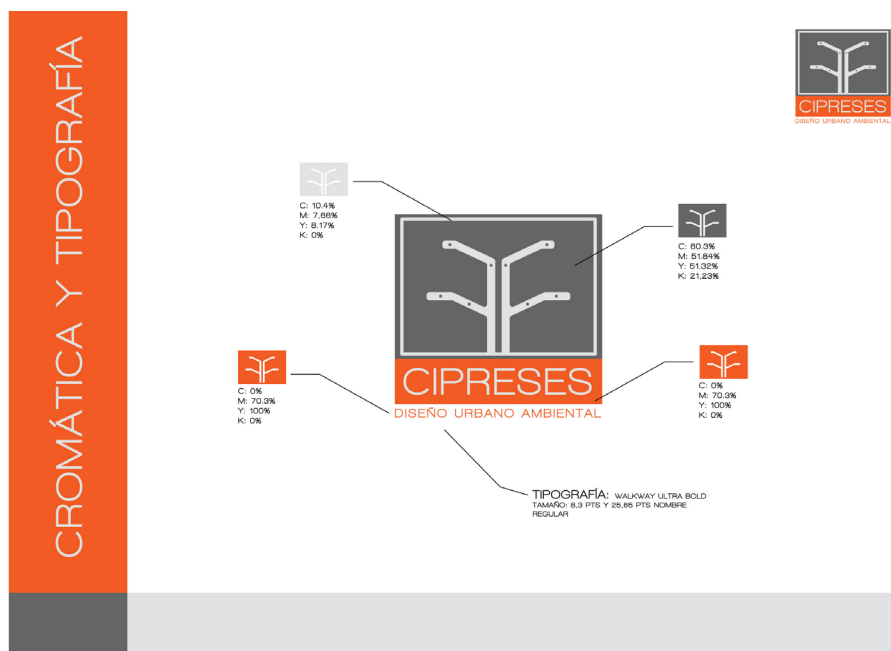 CROMÁTICA Y TIPOGRAFÍA
CIPRESES
DISEÑO URBANO AMBIENTAL
C: 10.4%
M: 7,66%
Y: 8.17%
K: 0%
C: 60.3%
M: 51.84%
Y: 51.32%
K: 21,23%
C: 0%
M: 70.3%
Y: 100%
K: 0%
C: 0%
M: 70.3%
Y: 100%
K: 0%
CIPRESES
DISEÑO URBANO AMBIENTAL
TIPOGRAFÍA: WALKWAY ULTRA BOLD
TAMAÑO: 8,3 PTS Y 25,65 PTS NOMBRE
REGULAR